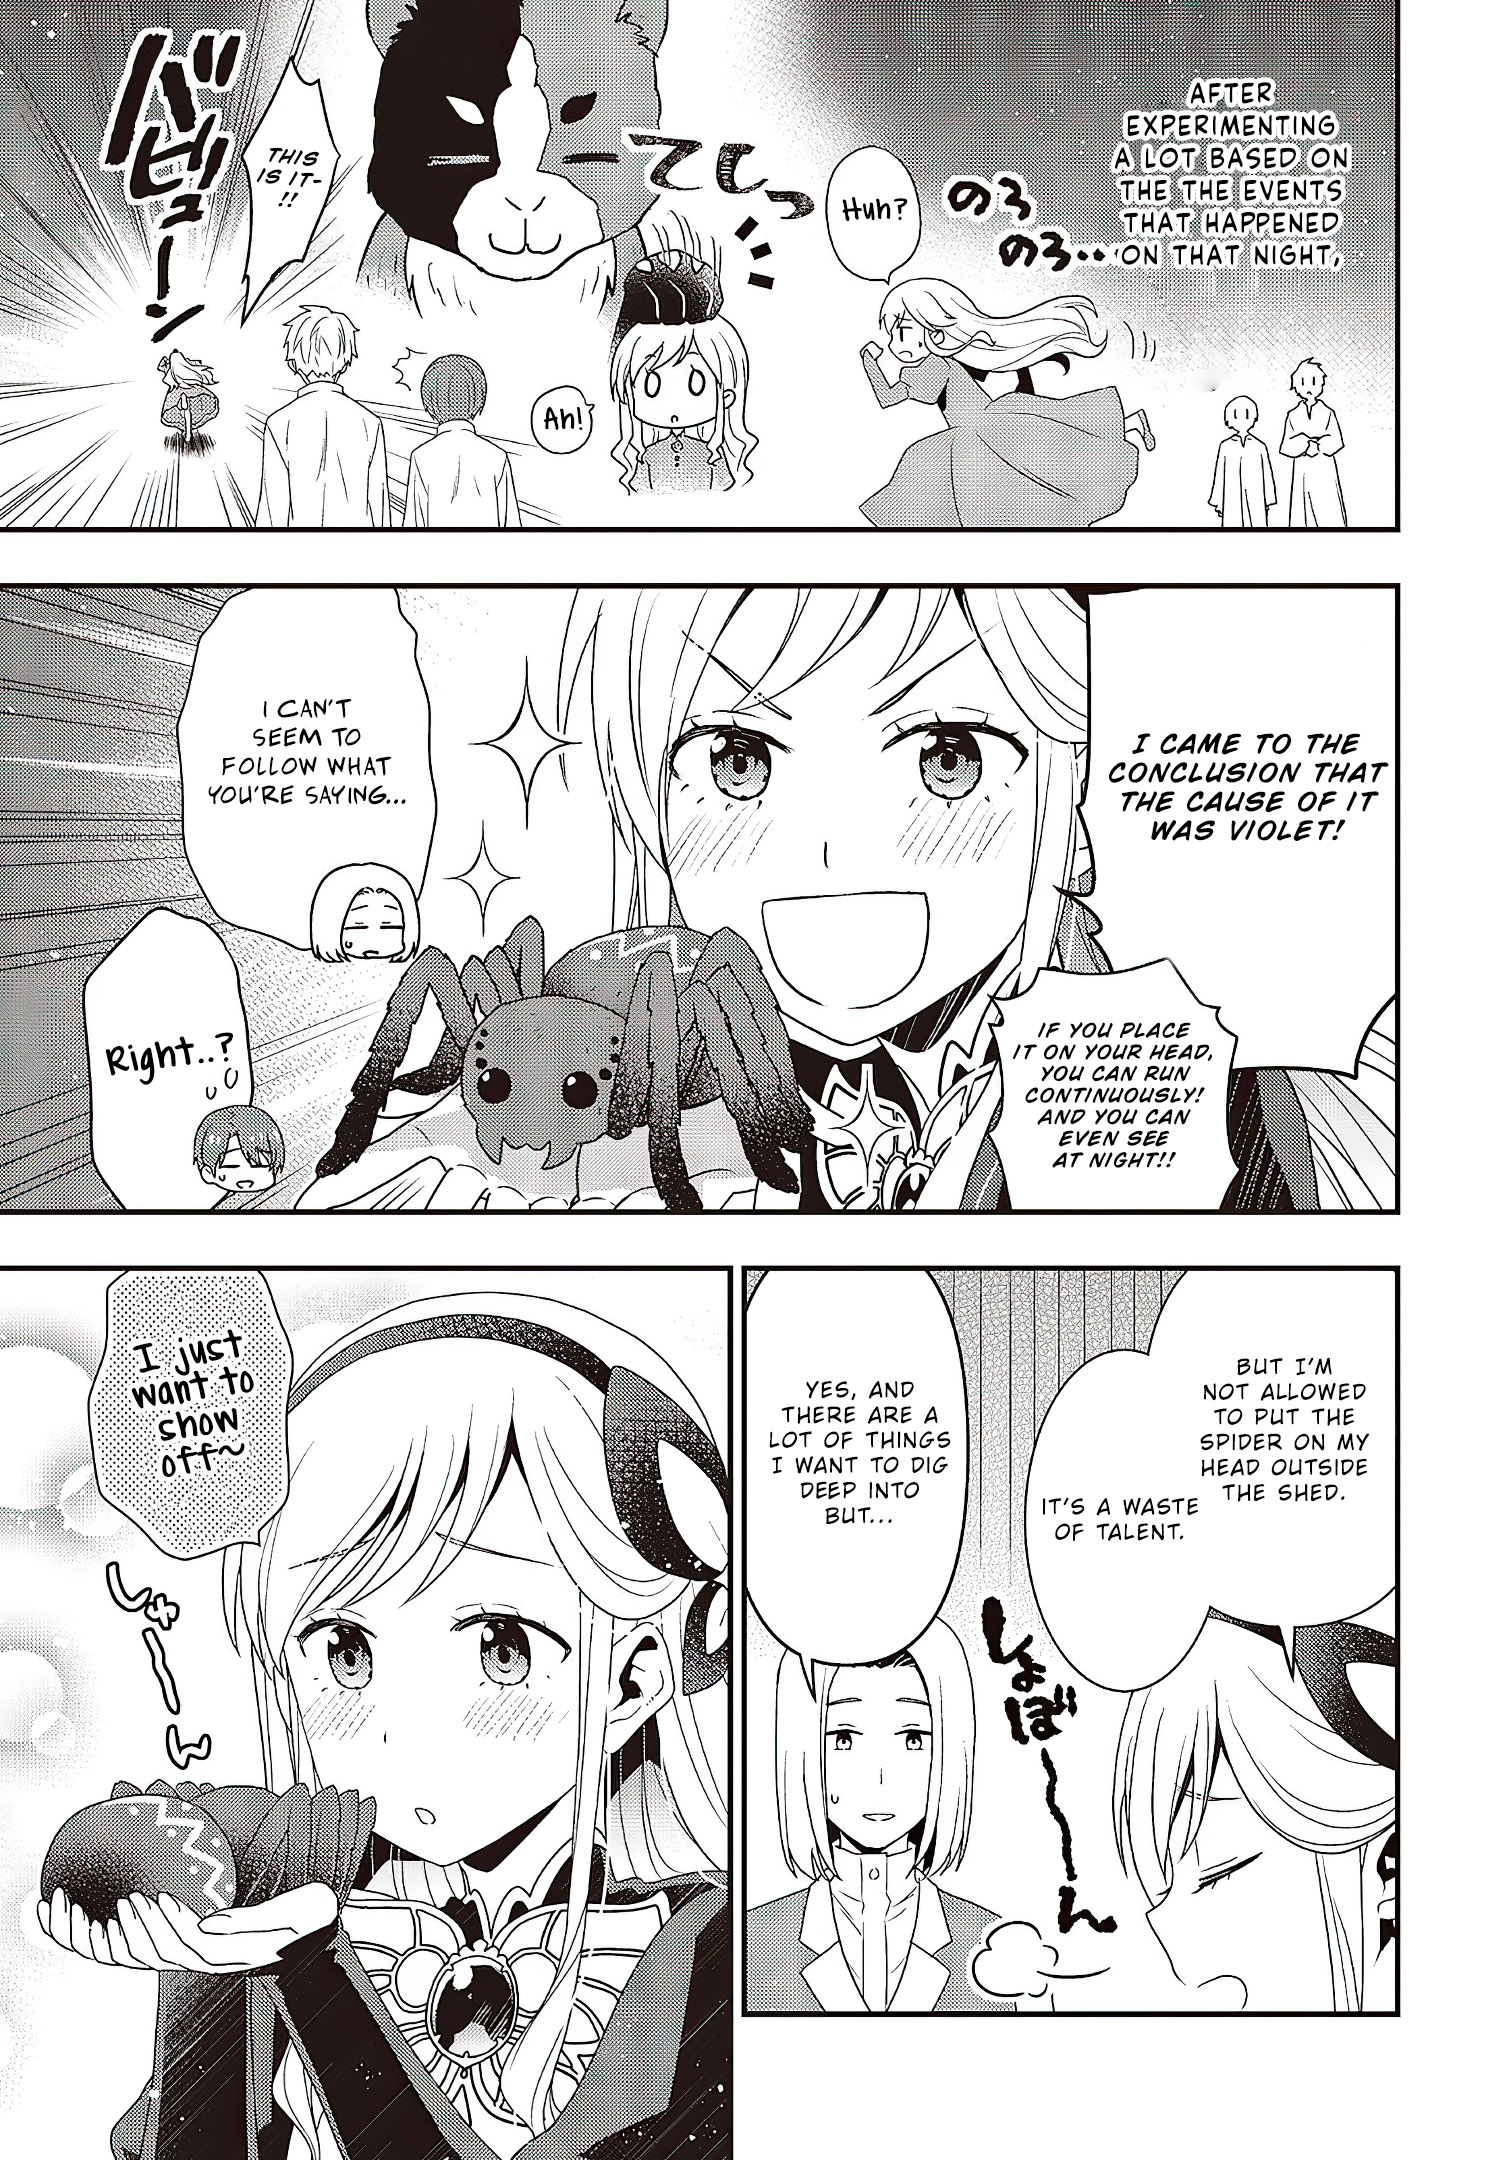 AFTER
EXPERIMENTING
A LOT BASED ON
THE THE EVENTS
THAT HAPPENED
ON THAT NIGHT,
のろ
のろ・・
Huh?
てしっ
Ah!
THIS
IS IT-
!!
バビューン
I CAME TO THE
CONCLUSION THAT
THE CAUSE OF IT
WAS VIOLET!
IF YOU PLACE
IT ON YOUR HEAD,
YOU CAN RUN
CONTINUOUSLY!
AND YOU CAN
EVEN SEE
AT NIGHT!!
I CAN'T
SEEM TO
FOLLOW WHAT
YOU'RE SAYING...
Right..?
BUT I'M
NOT ALLOWED
TO PUT THE
SPIDER ON MY
HEAD OUTSIDE
THE SHED.
IT'S A WASTE
OF TALENT.
しょぼーん
YES, AND
THERE ARE A
LOT OF THINGS
I WANT TO DIG
DEEP INTO
BUT...
I just
want to
show
off~
しゅーん